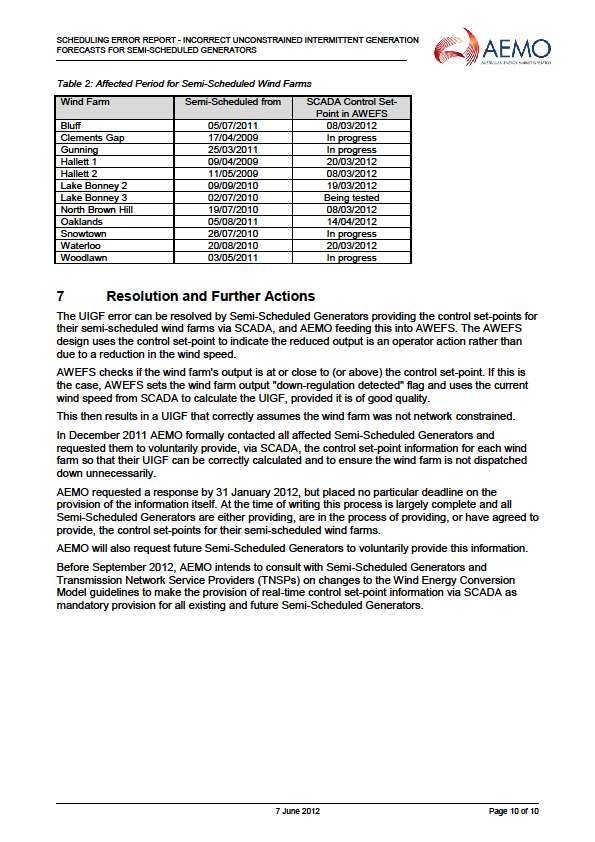 SCHEDULING ERROR REPORT - INCORRECT UNCONSTRAINED INTERMITTENT GENERATION
FORECASTS FOR SEMI-SCHEDULED GENERATORS
AEMO
AUSTRALIAN ENERGY MARKET OPERATOR
Table 2: Affected Period for Semi-Scheduled Wind Farms
Wind Farm Semi-Scheduled from SCADA Control Set-
Point in AWEFS
Bluff 05/07/2011 08/03/2012
Clements Gap 17/04/2009 In progress
Gunning 25/03/2011 In progress
Hallett 1 09/04/2009 20/03/2012
Hallett 2 11/05/2009 08/03/2012
Lake Bonney 2 09/09/2010 19/03/2012
Lake Bonney 3 02/07/2010 Being tested
North Brown Hill 19/07/2010 08/03/2012
Oaklands 05/08/2011 14/04/2012
Snowtown 26/07/2010 In progress
Waterloo 20/08/2010 20/03/2012
Woodlawn 03/05/2011 In progress
7 Resolution and Further Actions
The UIGF error can be resolved by Semi-Scheduled Generators providing the control set-points for
their semi-scheduled wind farms via SCADA, and AEMO feeding this into AWEFS. The AWEFS
design uses the control set-point to indicate the reduced output is an operator action rather than
due to a reduction in the wind speed.
AWEFS checks if the wind farm's output is at or close to (or above) the control set-point. If this is
the case, AWEFS sets the wind farm output "down-regulation detected" flag and uses the current
wind speed from SCADA to calculate the UIGF, provided it is of good quality.
This then results in a UIGF that correctly assumes the wind farm was not network constrained.
In December 2011 AEMO formally contacted all affected Semi-Scheduled Generators and
requested them to voluntarily provide, via SCADA, the control set-point information for each wind
farm so that their UIGF can be correctly calculated and to ensure the wind farm is not dispatched
down unnecessarily.
AEMO requested a response by 31 January 2012, but placed no particular deadline on the
provision of the information itself. At the time of writing this process is largely complete and all
Semi-Scheduled Generators are either providing, are in the process of providing, or have agreed to
provide, the control set-points for their semi-scheduled wind farms.
AEMO will also request future Semi-Scheduled Generators to voluntarily provide this information.
Before September 2012, AEMO intends to consult with Semi-Scheduled Generators and
Transmission Network Service Providers (TNSPs) on changes to the Wind Energy Conversion
Model guidelines to make the provision of real-time control set-point information via SCADA as
mandatory provision for all existing and future Semi-Scheduled Generators.
7 June 2012 Page 10 of 10